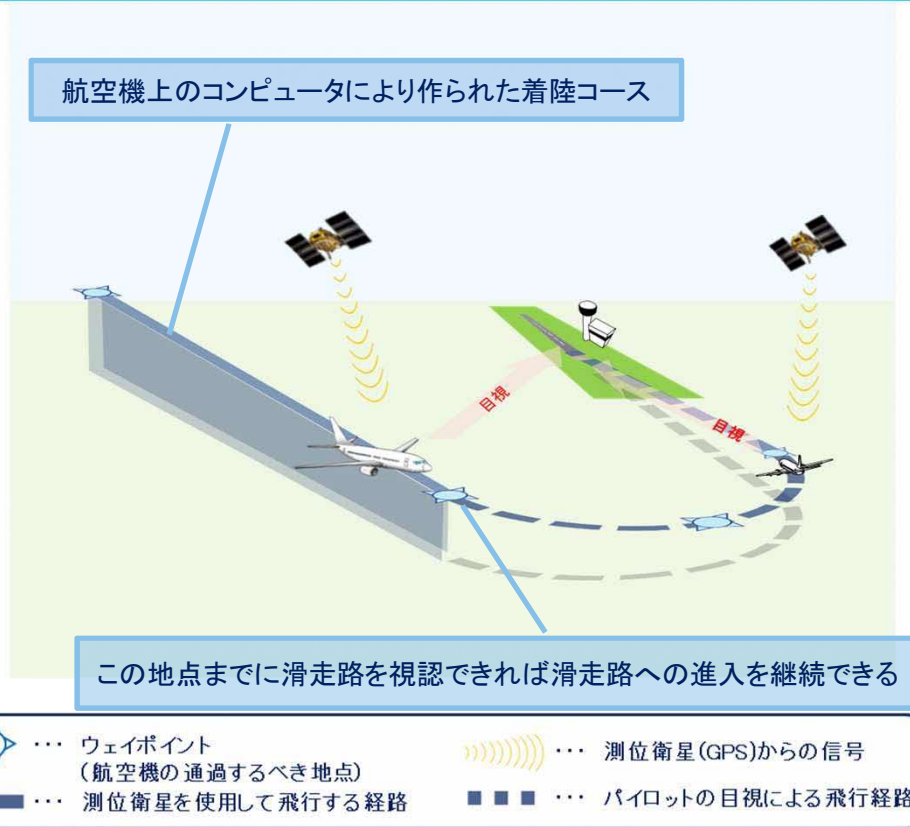 航空機上のコンピュータにより作られた着陸コース
目視
目視
この地点までに滑走路を視認できれば滑走路への進入を継続できる
… ウェイポイント
(航空機の通過するべき地点)
… 測位衛星を使用して飛行する経路
… 測位衛星(GPS)からの信号
… パイロットの目視による飛行経路